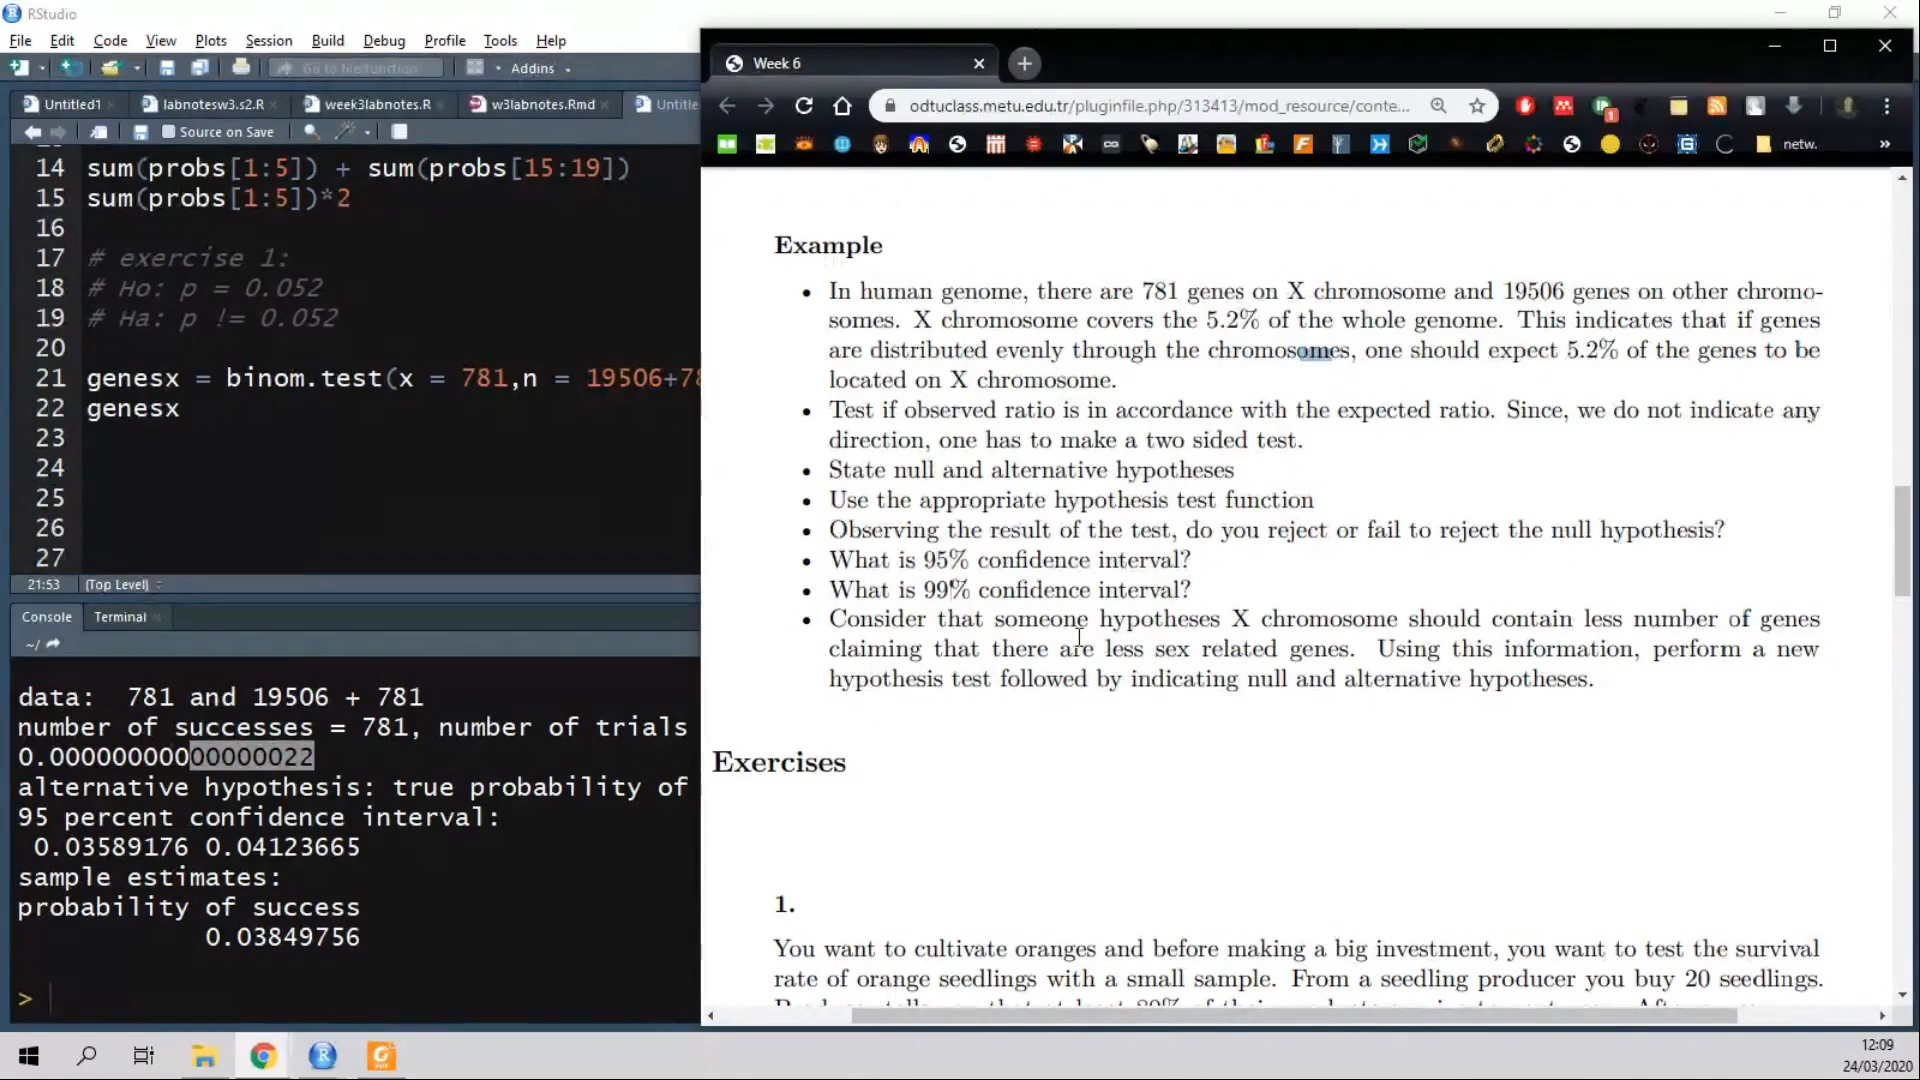 RStudio
File Edit Code View Plots Session Build Debug Profile Tools Help
Go to file/function Addins
Untitled1 labnotesw3.s2.R week3labnotes.R w3labnotes.Rmd Untitle
Source on Save
14 sum(probs[1:5]) + sum(probs[15:19])
15 sum(probs[1:5])*2
16
17 # exercise 1:
18 # Ho: p = 0.052
19 # Ha: p != 0.052
20
21 genesx = binom.test(x = 781,n = 19506+78
22 genesx
23
24
25
26
27
21:53 (Top Level)
Console Terminal
~/
data: 781 and 19506 + 781
number of successes = 781, number of trials
0.00000000000000022
alternative hypothesis: true probability of
95 percent confidence interval:
0.03589176 0.04123665
sample estimates:
probability of success
0.03849756
>
Week 6
odtuclass.metu.edu.tr/pluginfile.php/313413/mod_resource/conte...
netw.
Example
• In human genome, there are 781 genes on X chromosome and 19506 genes on other chromo-
somes. X chromosome covers the 5.2% of the whole genome. This indicates that if genes
are distributed evenly through the chromosomes, one should expect 5.2% of the genes to be
located on X chromosome.
• Test if observed ratio is in accordance with the expected ratio. Since, we do not indicate any
direction, one has to make a two sided test.
• State null and alternative hypotheses
• Use the appropriate hypothesis test function
• Observing the result of the test, do you reject or fail to reject the null hypothesis?
• What is 95% confidence interval?
• What is 99% confidence interval?
• Consider that someone hypotheses X chromosome should contain less number of genes
claiming that there are less sex related genes. Using this information, perform a new
hypothesis test followed by indicating null and alternative hypotheses.
Exercises
1.
You want to cultivate oranges and before making a big investment, you want to test the survival
rate of orange seedlings with a small sample. From a seedling producer you buy 20 seedlings.
12:09
24/03/2020